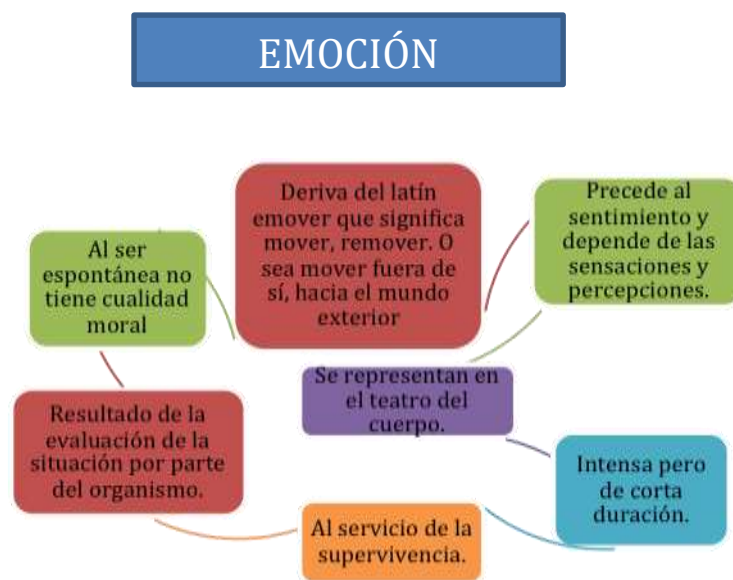 EMOCIÓN
Deriva del latín
emover que significa
mover, remover. O
sea mover fuera de
sí, hacia el mundo
exterior
Precede al
sentimiento y
depende de las
sensaciones y
percepciones.
Se representan en
el teatro del
cuerpo.
Intensa pero
de corta
duración.
Al servicio de la
supervivencia.
Resultado de la
evaluación de la
situación por parte
del organismo.
Al ser
espontánea no
tiene cualidad
moral